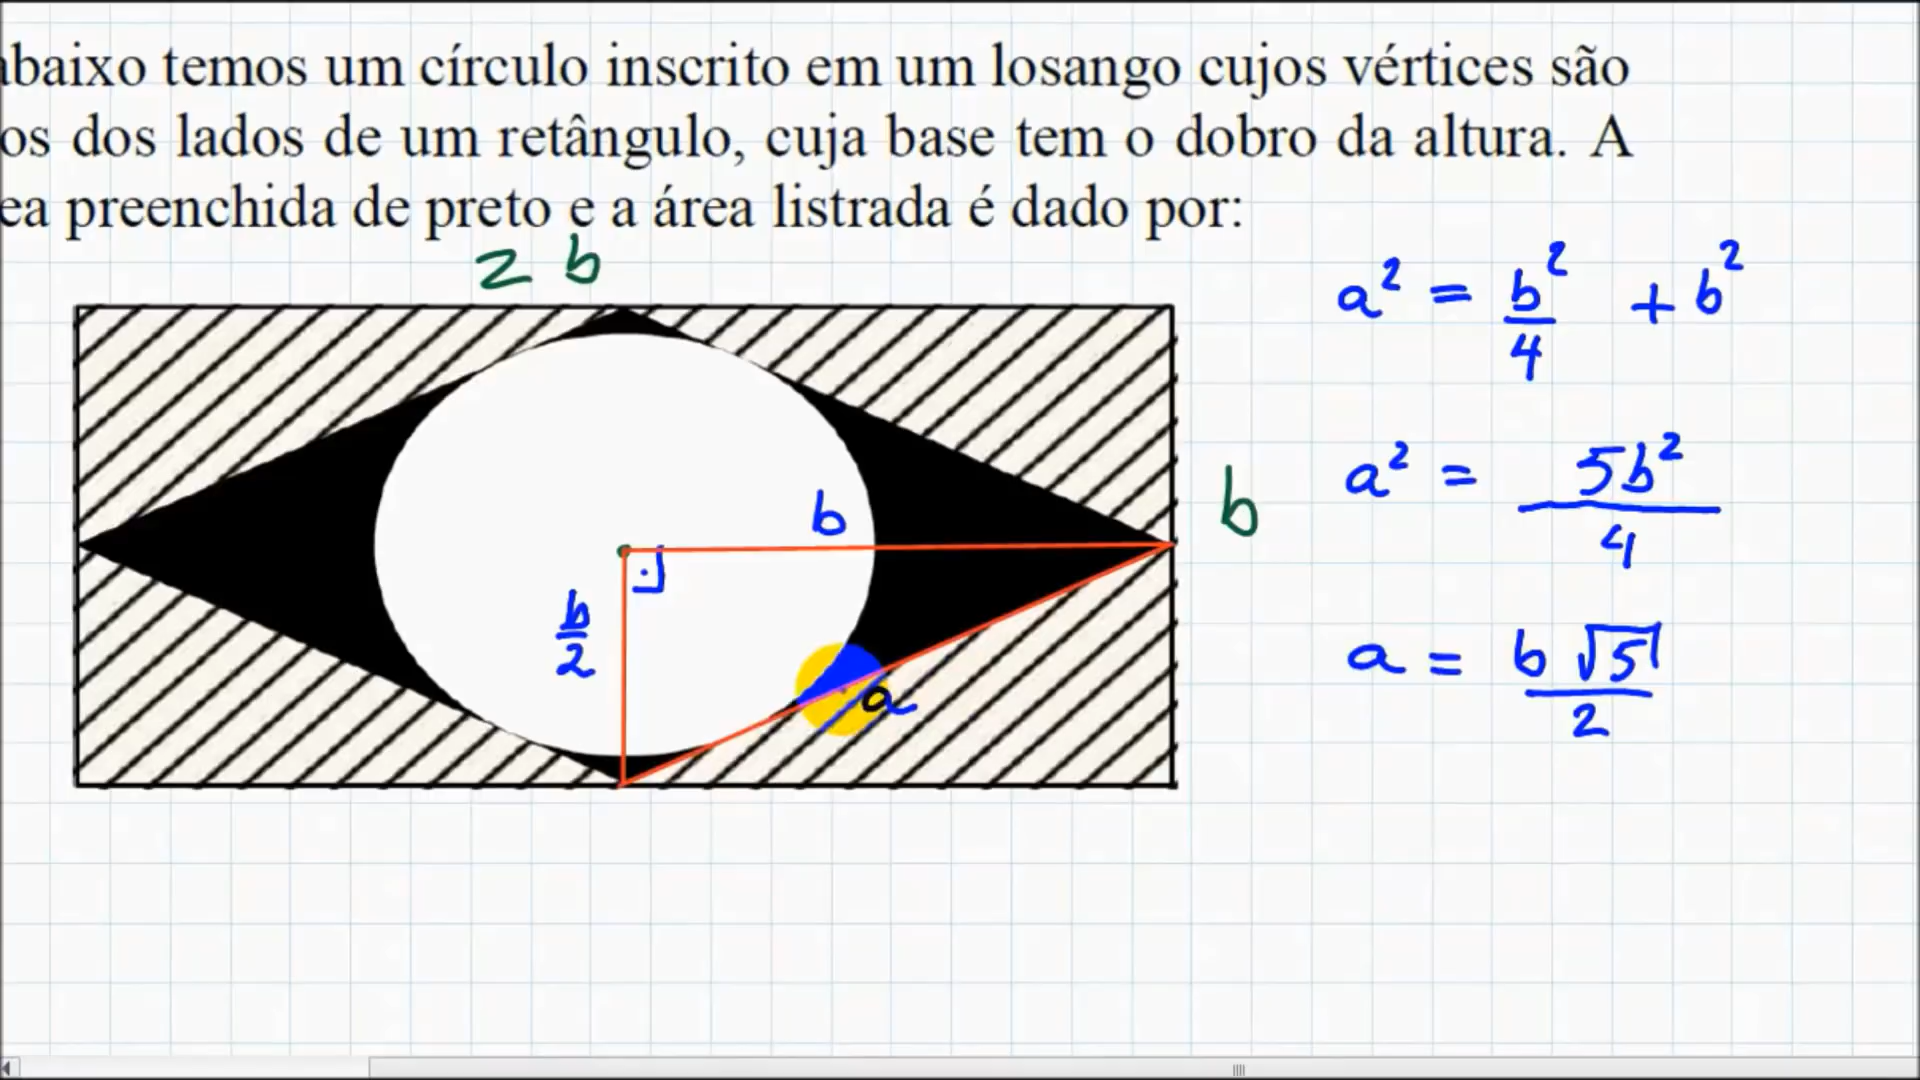 abaixo temos um círculo inscrito em um losango cujos vértices são
os dos lados de um retângulo, cuja base tem o dobro da altura. A
ea preenchida de preto e a área listrada é dado por:
2 b
a² = b²/4 + b²
a² = 5b²/4
b
b
b/2
a
a = b √5/2